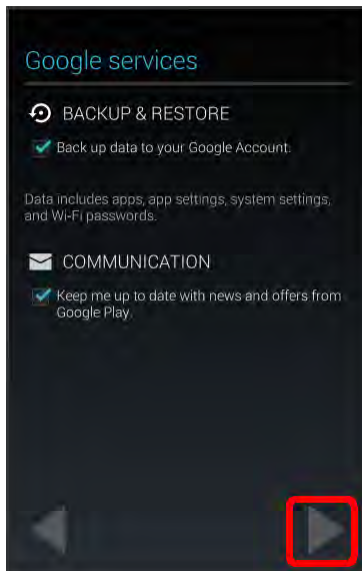 Google services
BACKUP & RESTORE
Back up data to your Google Account.
Data includes apps, app settings, system settings,
and Wi-Fi passwords.
COMMUNICATION
Keep me up to date with news and offers from
Google Play.